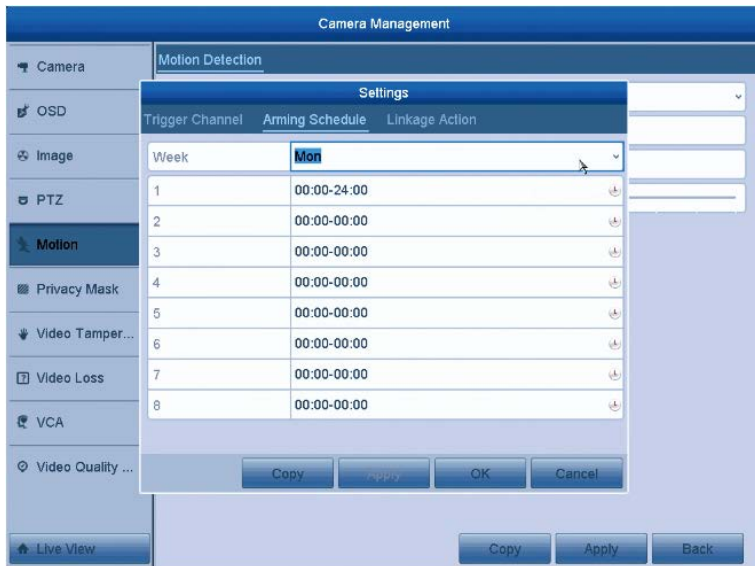 Camera Management
Camera
OSD
Image
PTZ
Motion
Privacy Mask
Video Tamper...
Video Loss
VCA
Video Quality ...
Live View
Motion Detection
Settings
Trigger Channel Arming Schedule Linkage Action
Week Mon
1 00:00-24:00
2 00:00-00:00
3 00:00-00:00
4 00:00-00:00
5 00:00-00:00
6 00:00-00:00
7 00:00-00:00
8 00:00-00:00
Copy Apply OK Cancel
Copy Apply Back